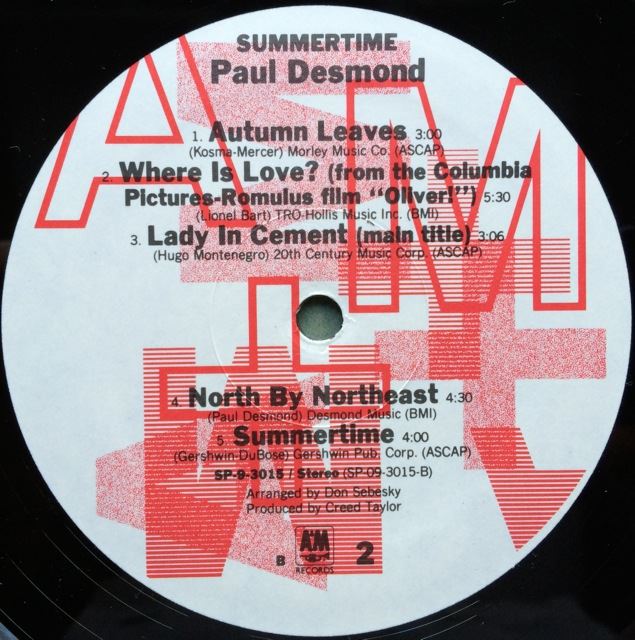 SUMMERTIME
Paul Desmond
1. Autumn Leaves 3:00
(Kosma-Mercer) Morley Music Co. (ASCAP)
2. Where Is Love? (from the Columbia
Pictures-Romulus film "Oliver!") 5:30
(Lionel Bart) TRO-Hollis Music Inc. (BMI)
3. Lady In Cement (main title) 3:06
(Hugo Montenegro) 20th Century Music Corp. (ASCAP)
4. North By Northeast 4:30
(Paul Desmond) Desmond Music (BMI)
5. Summertime 4:00
(Gershwin-DuBose) Gershwin Pub. Corp. (ASCAP)
SP-9-3015 / Stereo (SP-09-3015-B)
Arranged by Don Sebesky
Produced by Creed Taylor
B A&M RECORDS 2
A + M